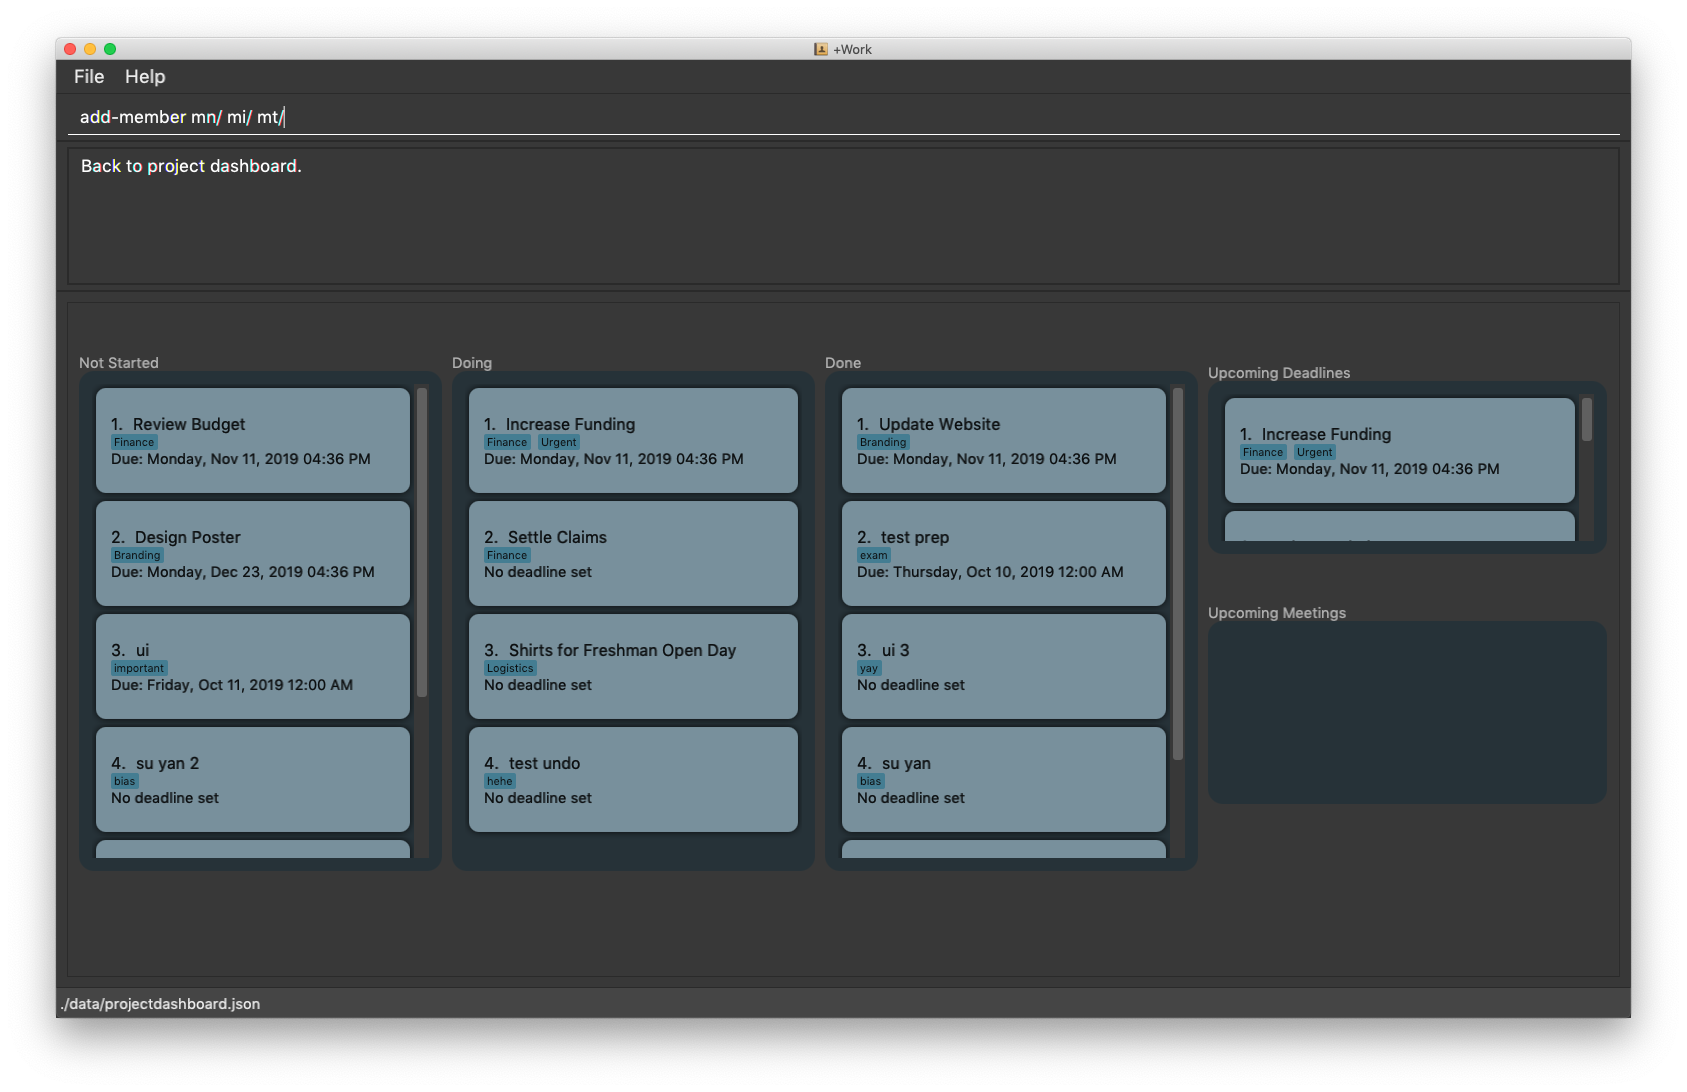 +Work
File Help
add-member mn/ mi/ mt/
Back to project dashboard.
Not Started
1. Review Budget
Finance
Due: Monday, Nov 11, 2019 04:36 PM
2. Design Poster
Branding
Due: Monday, Dec 23, 2019 04:36 PM
3. ui
important
Due: Friday, Oct 11, 2019 12:00 AM
4. su yan 2
bias
No deadline set
Doing
1. Increase Funding
Finance Urgent
Due: Monday, Nov 11, 2019 04:36 PM
2. Settle Claims
Finance
No deadline set
3. Shirts for Freshman Open Day
Logistics
No deadline set
4. test undo
hehe
No deadline set
Done
1. Update Website
Branding
Due: Monday, Nov 11, 2019 04:36 PM
2. test prep
exam
Due: Thursday, Oct 10, 2019 12:00 AM
3. ui 3
yay
No deadline set
4. su yan
bias
No deadline set
Upcoming Deadlines
1. Increase Funding
Finance Urgent
Due: Monday, Nov 11, 2019 04:36 PM
Upcoming Meetings
./data/projectdashboard.json